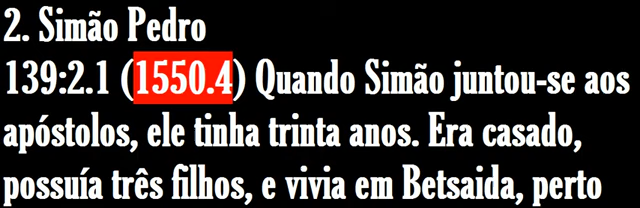 2. Simão Pedro
139:2.1 (1550.4) Quando Simão juntou-se aos
apóstolos, ele tinha trinta anos. Era casado,
possuía três filhos, e vivia em Betsaida, perto